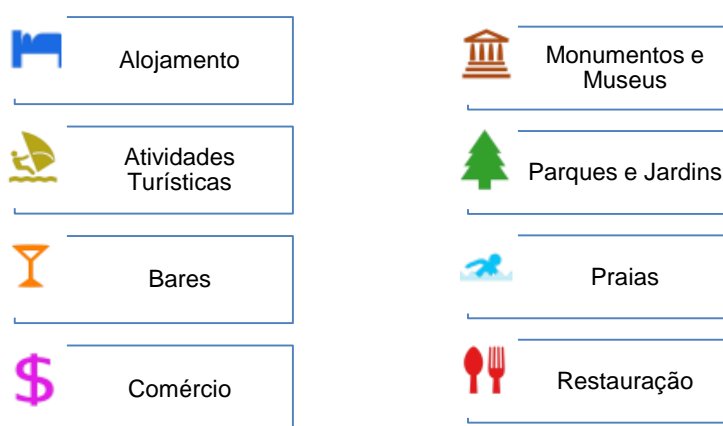 Alojamento
Atividades
Turísticas
Bares
Comércio
Monumentos e
Museus
Parques e Jardins
Praias
Restauração